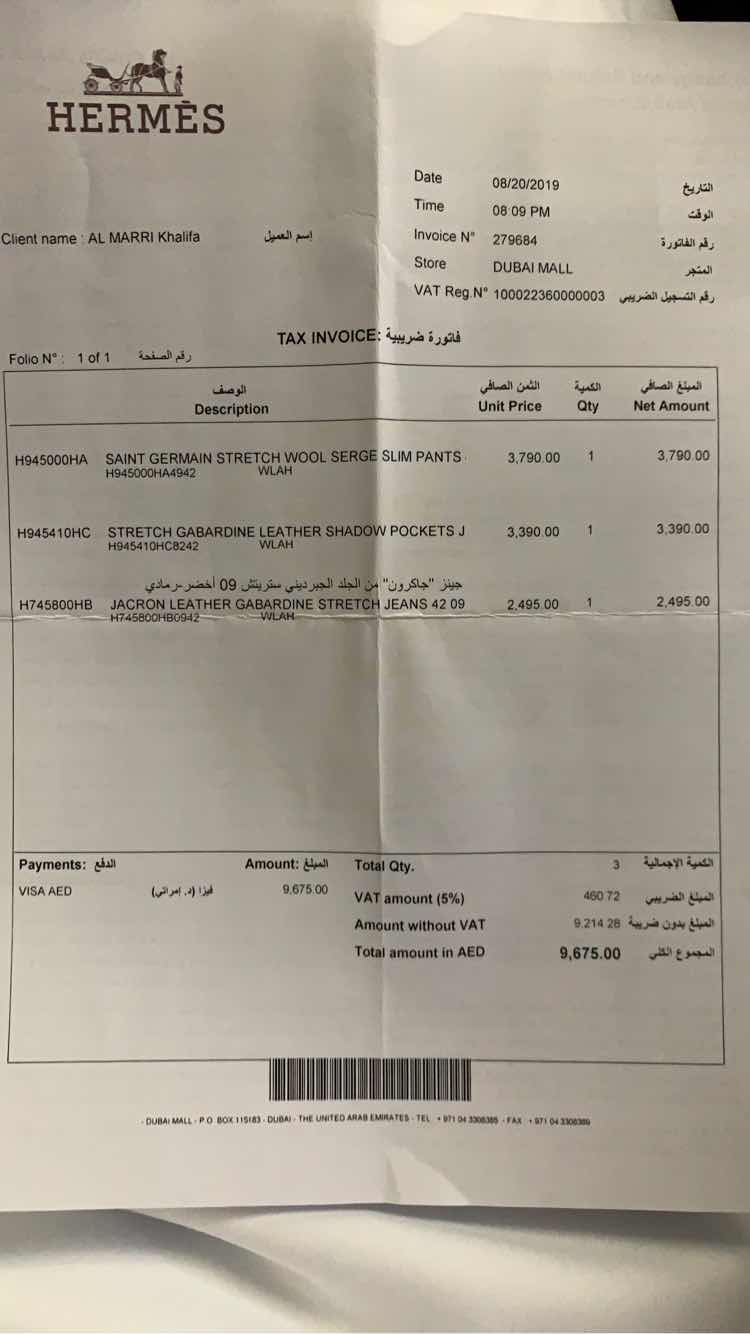 HERMÈS
Date 08/20/2019 التاريخ
Time 08:09 PM الوقت
Client name : AL MARRI Khalifa إسم العميل
Invoice N° 279684 رقم الفاتورة
Store DUBAI MALL المتجر
VAT Reg.N° 100022360000003 رقم التسجيل الضريبي
TAX INVOICE: فاتورة ضريبية
Folio N° : 1 of 1 رقم الصفحة
الوصف الثمن الصافي الكمية المبلغ الصافي
Description Unit Price Qty Net Amount
H945000HA SAINT GERMAIN STRETCH WOOL SERGE SLIM PANTS 3,790.00 1 3,790.00
H945000HA4942 WLAH
H945410HC STRETCH GABARDINE LEATHER SHADOW POCKETS J 3,390.00 1 3,390.00
H945410HC8242 WLAH
جينز "جاكرون" من الجلد الجبرديني ستريتش 09 أخضر-رمادي
H745800HB JACRON LEATHER GABARDINE STRETCH JEANS 42 09 2,495.00 1 2,495.00
H745800HB0942 WLAH
Payments: الدفع Amount: المبلغ Total Qty. 3 الكمية الإجمالية
VISA AED فيزا (د. إمراتي) 9,675.00
VAT amount (5%) 460.72 المبلغ الضريبي
Amount without VAT 9.214 28 المبلغ بدون ضريبة
Total amount in AED 9,675.00 المجموع الكلي
- DUBAI MALL - P O BOX 115183 - DUBAI - THE UNITED ARAB EMIRATES - TEL + 971 04 3308385 - FAX + 971 04 3308389